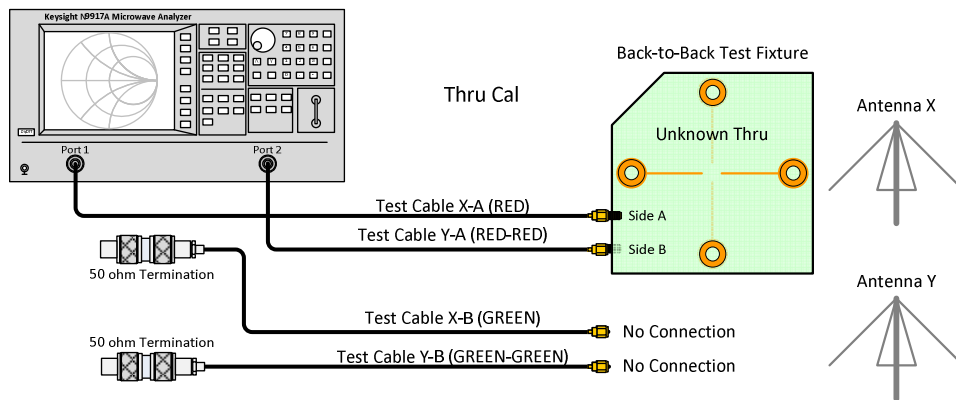 Keysight N9917A Microwave Analyzer
Port 1
Port 2
Thru Cal
Back-to-Back Test Fixture
Unknown Thru
Side A
Side B
Antenna X
Antenna Y
Test Cable X-A (RED)
Test Cable Y-A (RED-RED)
50 ohm Termination
Test Cable X-B (GREEN)
No Connection
50 ohm Termination
Test Cable Y-B (GREEN-GREEN)
No Connection